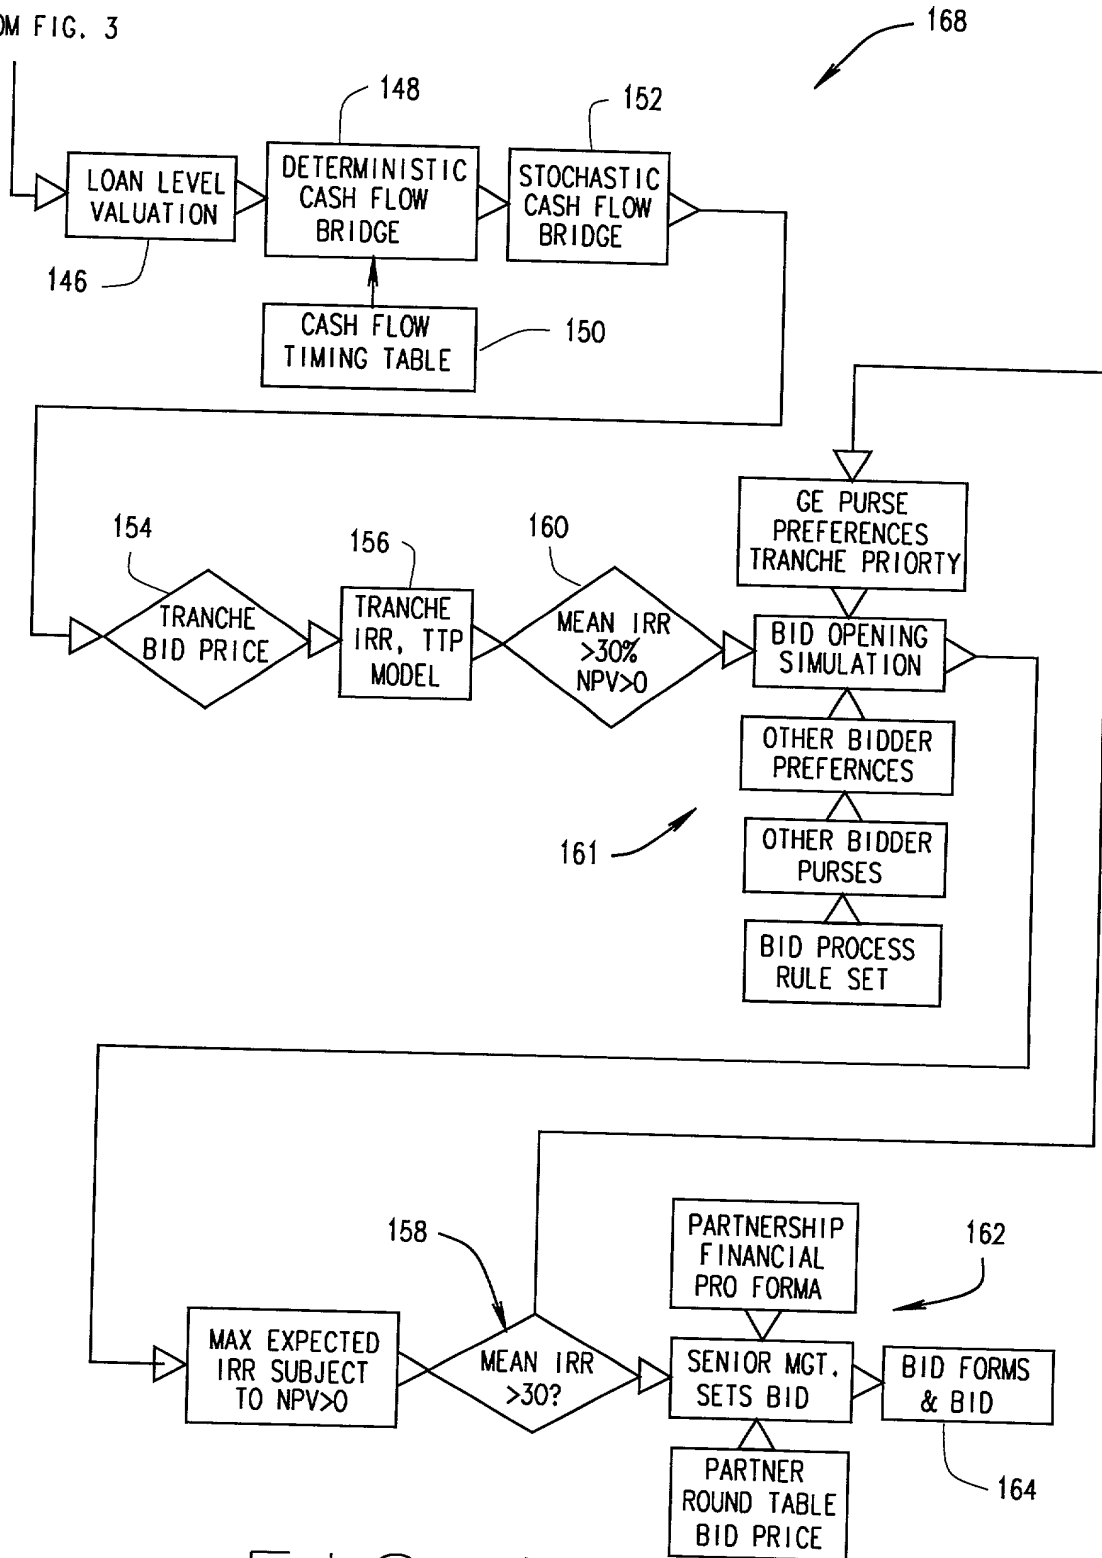 OM FIG. 3
168
148
152
LOAN LEVEL
VALUATION
DETERMINISTIC
CASH FLOW
BRIDGE
STOCHASTIC
CASH FLOW
BRIDGE
146
CASH FLOW
TIMING TABLE
150
154
156
160
GE PURSE
PREFERENCES
TRANCHE PRIORTY
TRANCHE
BID PRICE
TRANCHE
IRR, TTP
MODEL
MEAN IRR
>30%
NPV>0
BID OPENING
SIMULATION
OTHER BIDDER
PREFERNCES
161
OTHER BIDDER
PURSES
BID PROCESS
RULE SET
158
PARTNERSHIP
FINANCIAL
PRO FORMA
162
MAX EXPECTED
IRR SUBJECT
TO NPV>0
MEAN IRR
>30?
SENIOR MGT.
SETS BID
BID FORMS
& BID
PARTNER
ROUND TABLE
BID PRICE
164